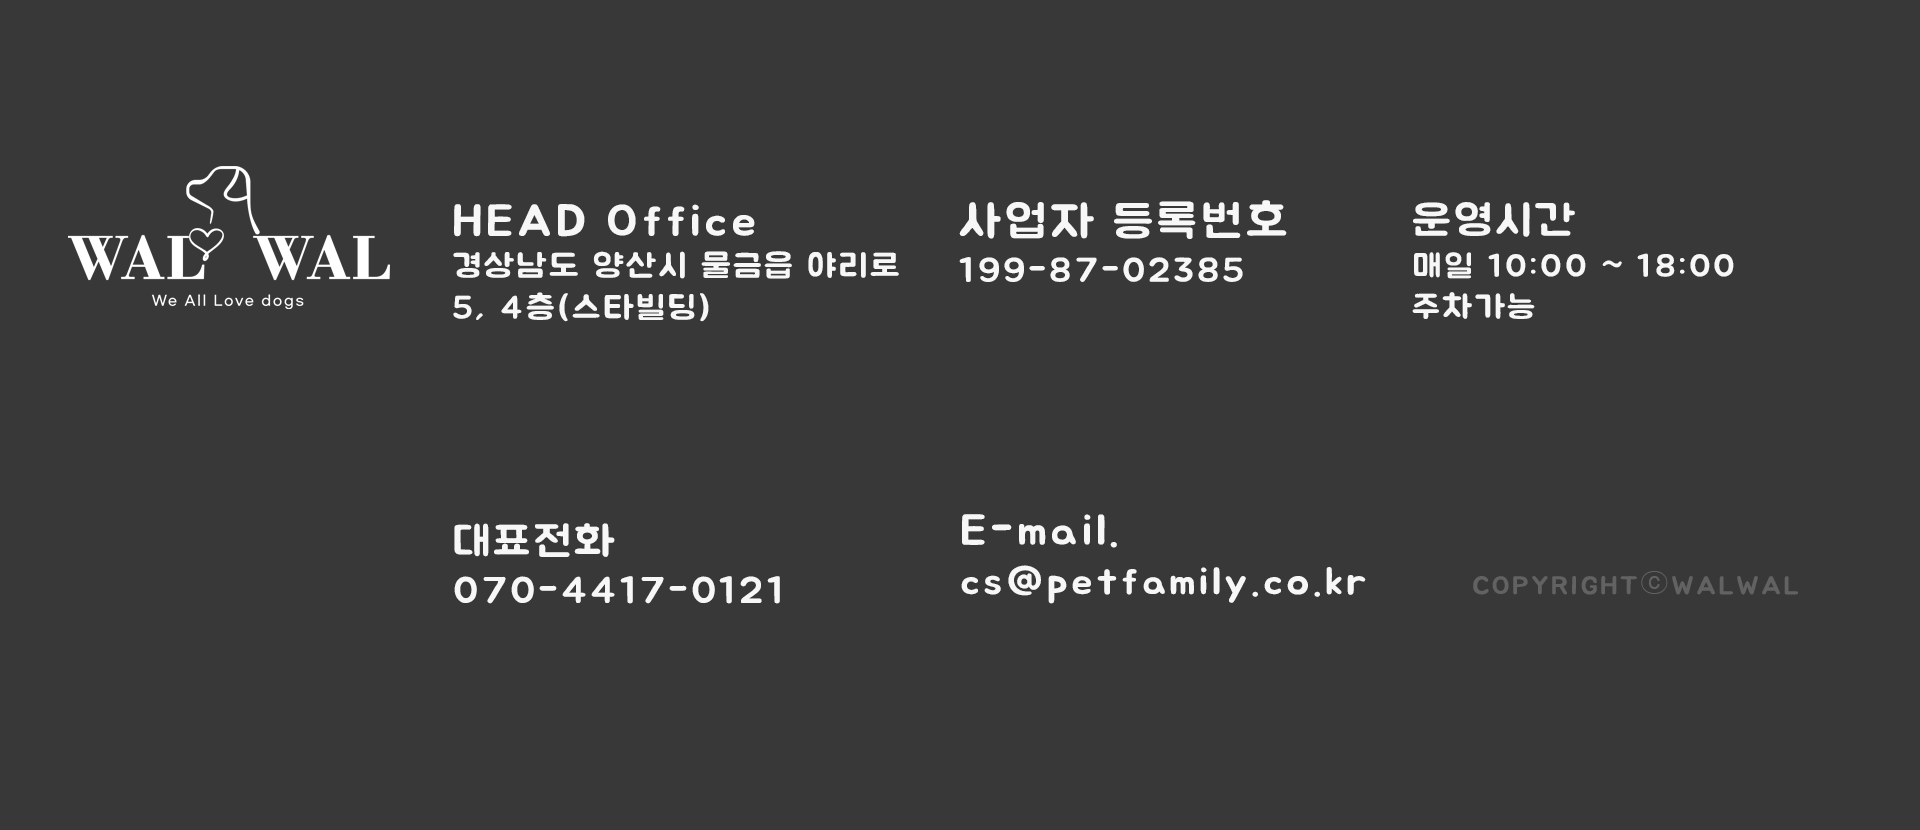 WAL WAL
We All Love dogs
HEAD Office
경상남도 양산시 물금읍 야리로
5, 4층(스타빌딩)
사업자 등록번호
199-87-02385
운영시간
매일 10:00 ~ 18:00
주차가능
대표전화
070-4417-0121
E-mail.
cs@petfamily.co.kr
COPYRIGHTⓒWALWAL